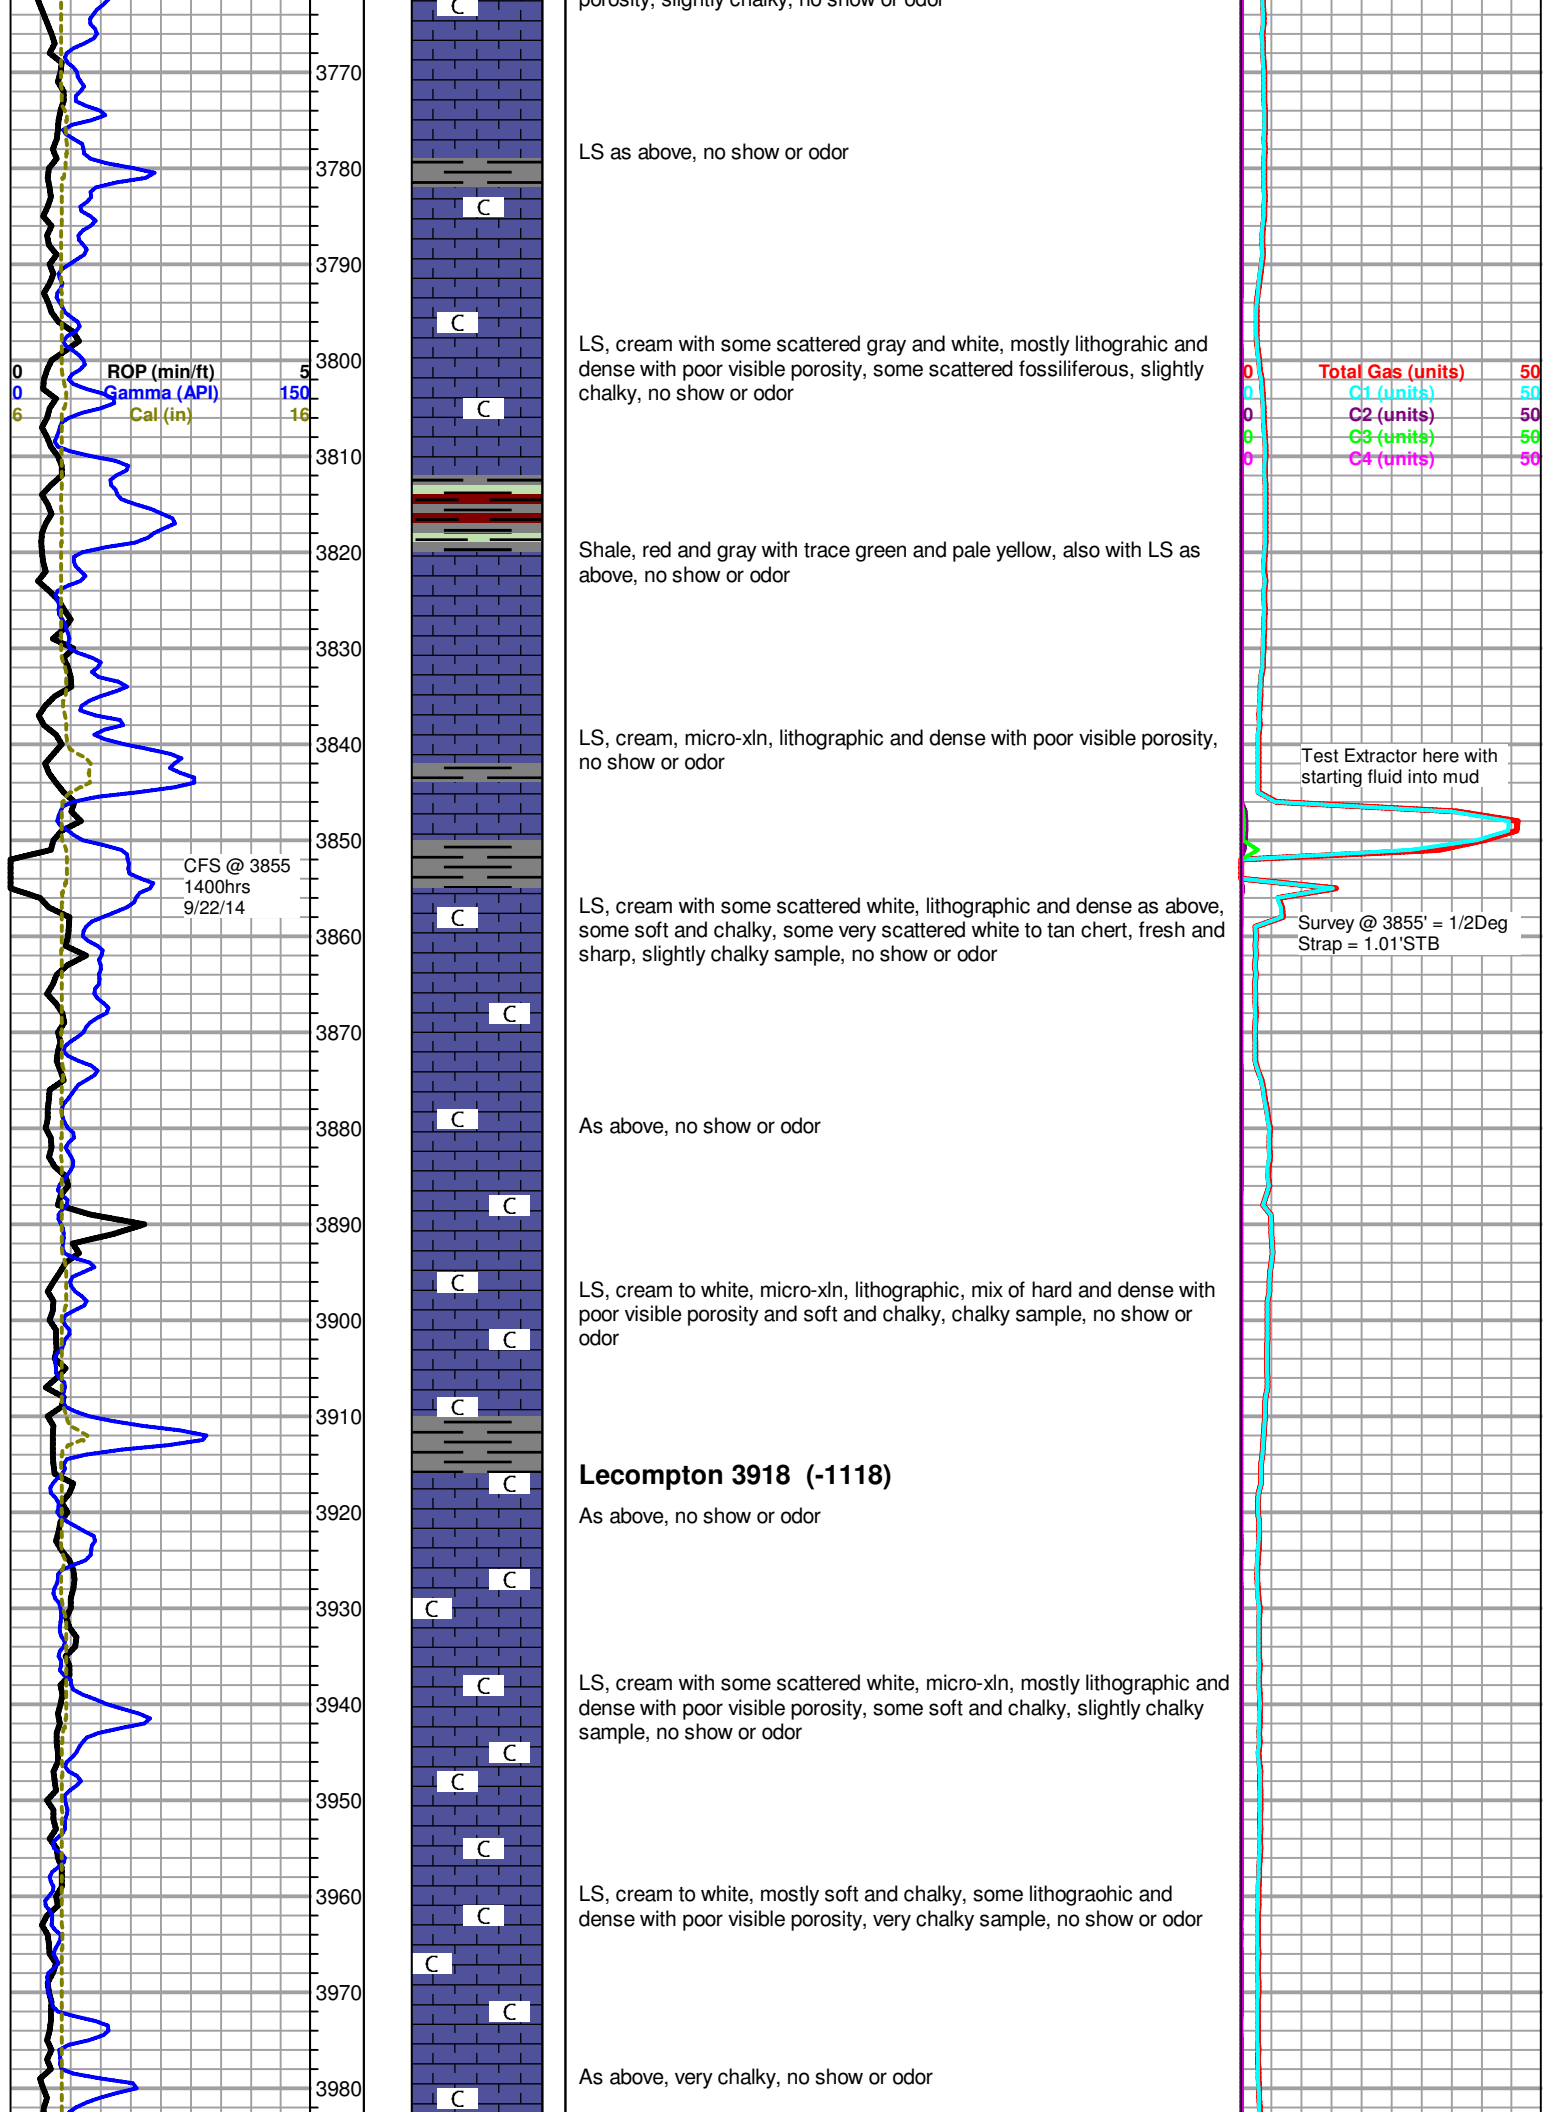 porosity, slightly chalky, no show or odor
C
3770
LS as above, no show or odor
3780
C
3790
C
LS, cream with some scattered gray and white, mostly lithograhic and
dense with poor visible porosity, some scattered fossiliferous, slightly
chalky, no show or odor
3800
0 ROP (min/ft) 5
0 Gamma (API) 150
6 Cal (in) 16
0 Total Gas (units) 50
0 C1 (units) 50
0 C2 (units) 50
0 C3 (units) 50
0 C4 (units) 50
C
3810
Shale, red and gray with trace green and pale yellow, also with LS as
above, no show or odor
3820
3830
LS, cream, micro-xln, lithographic and dense with poor visible porosity,
no show or odor
3840
Test Extractor here with
starting fluid into mud
3850
CFS @ 3855
1400hrs
9/22/14
LS, cream with some scattered white, lithographic and dense as above,
some soft and chalky, some very scattered white to tan chert, fresh and
sharp, slightly chalky sample, no show or odor
Survey @ 3855' = 1/2Deg
Strap = 1.01'STB
C
3860
C
3870
C
3880
As above, no show or odor
C
3890
C
LS, cream to white, micro-xln, lithographic, mix of hard and dense with
poor visible porosity and soft and chalky, chalky sample, no show or
odor
3900
C
C
3910
Lecompton 3918 (-1118)
C
3920
As above, no show or odor
C
C
3930
C
LS, cream with some scattered white, micro-xln, mostly lithographic and
dense with poor visible porosity, some soft and chalky, slightly chalky
sample, no show or odor
3940
C
C
3950
C
3960
LS, cream to white, mostly soft and chalky, some lithograohic and
dense with poor visible porosity, very chalky sample, no show or odor
C
C
3970
C
As above, very chalky, no show or odor
3980
C